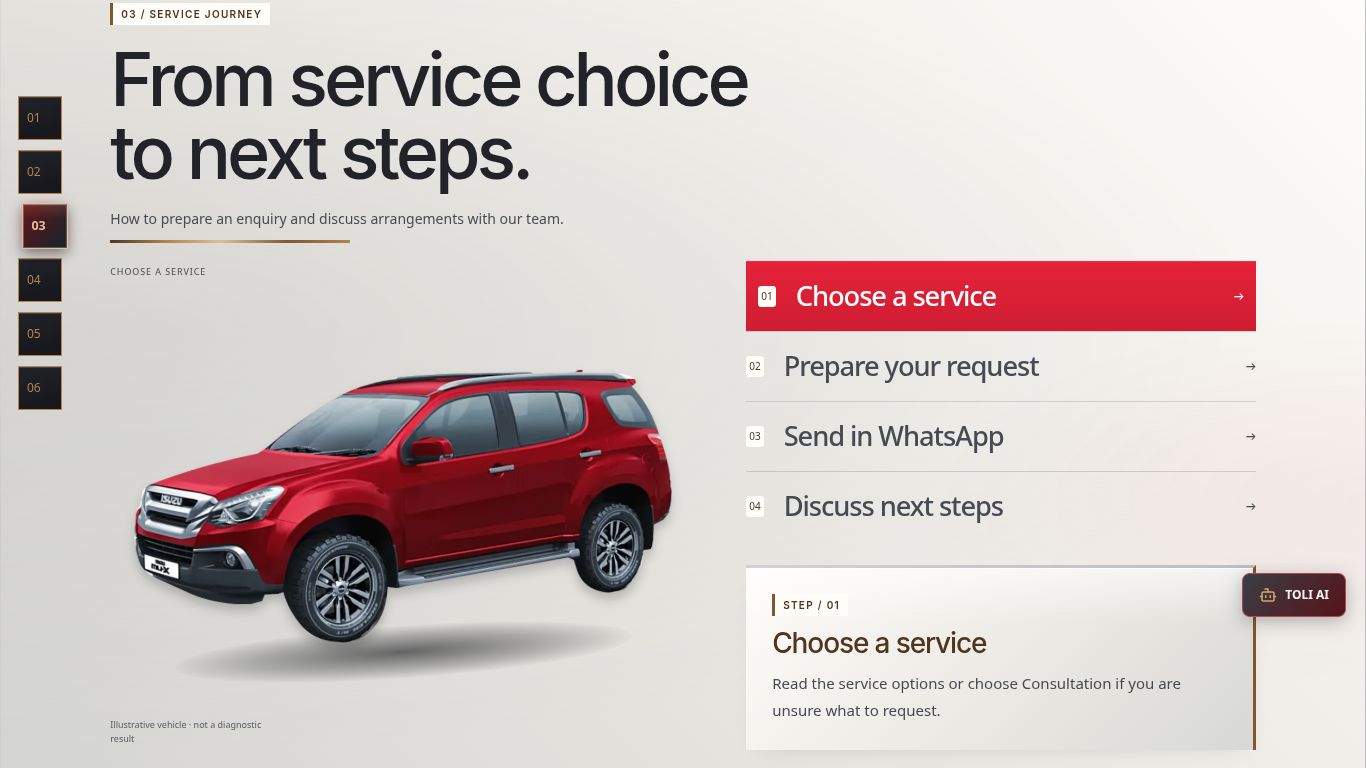 03 / SERVICE JOURNEY
From service choice
to next steps.
How to prepare an enquiry and discuss arrangements with our team.
CHOOSE A SERVICE
01
02
03
04
05
06
ISUZU
MU-X
Illustrative vehicle · not a diagnostic
result
01 Choose a service →
02 Prepare your request →
03 Send in WhatsApp →
04 Discuss next steps →
STEP / 01
Choose a service
Read the service options or choose Consultation if you are
unsure what to request.
TOLI AI